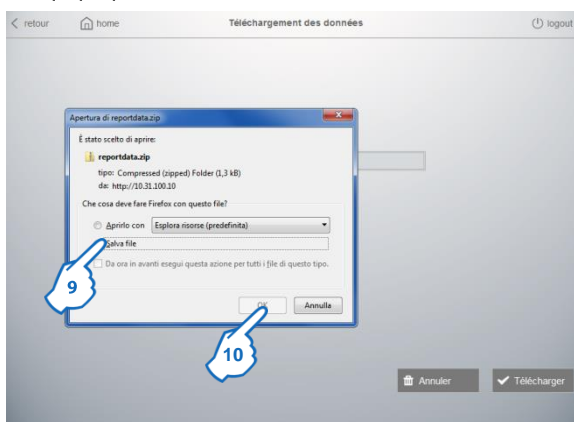 retour
home
Téléchargement des données
logout
Apertura di reportdata.zip
È stato scelto di aprire:
reportdata.zip
tipo: Compressed (zipped) Folder (1,3 kB)
da: http://10.31.100.10
Che cosa deve fare Firefox con questo file?
Aprirlo con
Esplora risorse (predefinita)
Salva file
Da ora in avanti esegui questa azione per tutti i file di questo tipo.
9
OK
Annulla
10
Annuler
Télécharger